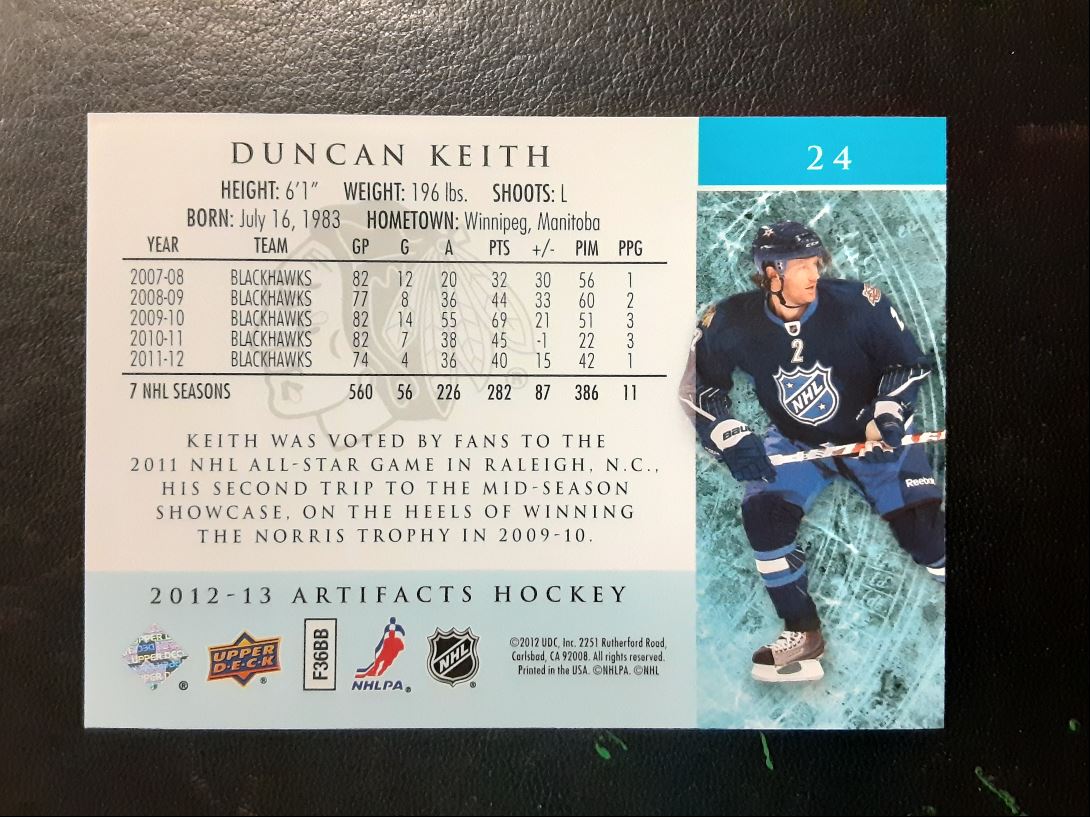 DUNCAN KEITH
HEIGHT: 6'1" WEIGHT: 196 lbs. SHOOTS: L
BORN: July 16, 1983 HOMETOWN: Winnipeg, Manitoba
YEAR TEAM GP G A PTS +/- PIM PPG
2007-08 BLACKHAWKS 82 12 20 32 30 56 1
2008-09 BLACKHAWKS 77 8 36 44 33 60 2
2009-10 BLACKHAWKS 82 14 55 69 21 51 3
2010-11 BLACKHAWKS 82 7 38 45 -1 22 3
2011-12 BLACKHAWKS 74 4 36 40 15 42 1
7 NHL SEASONS 560 56 226 282 87 386 11
KEITH WAS VOTED BY FANS TO THE
2011 NHL ALL-STAR GAME IN RALEIGH, N.C.,
HIS SECOND TRIP TO THE MID-SEASON
SHOWCASE, ON THE HEELS OF WINNING
THE NORRIS TROPHY IN 2009-10.
2012-13 ARTIFACTS HOCKEY
UPPER DECK
®
UPPER
D·E·C·K
®
F36BB
NHLPA®
NHL
®
©2012 UDC, Inc. 2251 Rutherford Road,
Carlsbad, CA 92008. All rights reserved.
Printed in the USA. ©NHLPA. ©NHL
24
2
2
NHL
BAUER
Reebok